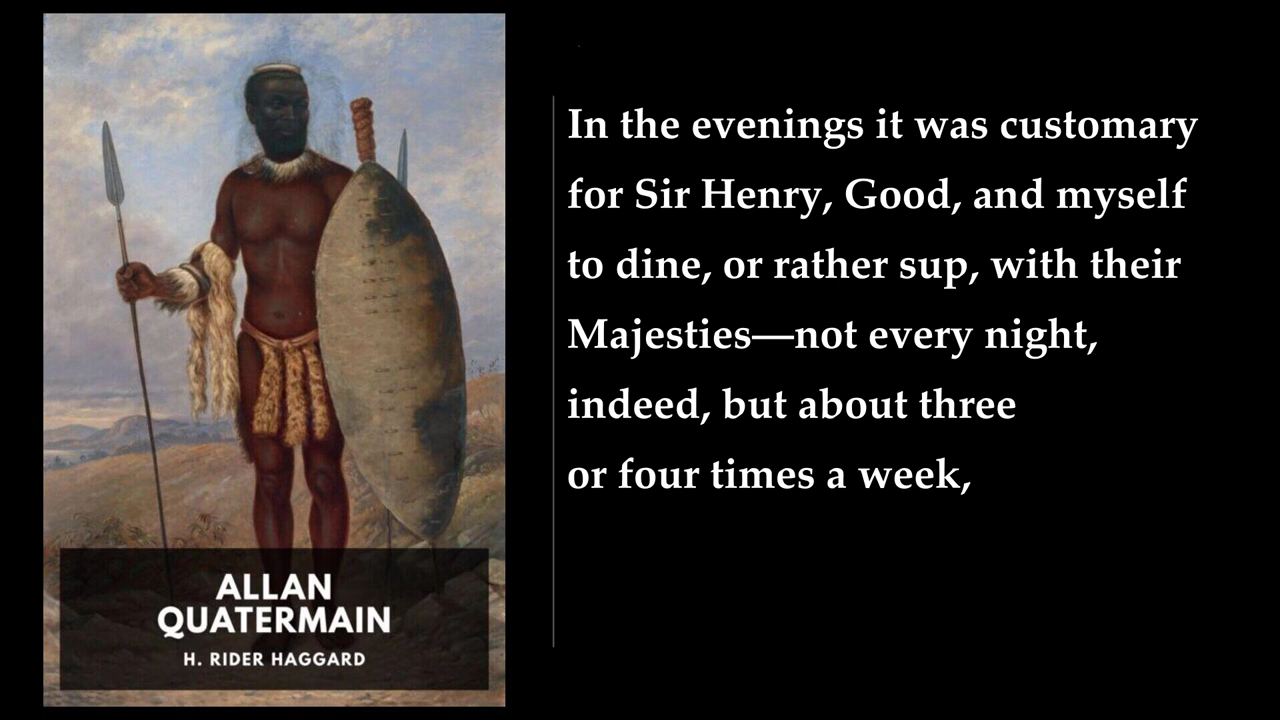 ALLAN
QUATERMAIN
H. RIDER HAGGARD
In the evenings it was customary
for Sir Henry, Good, and myself
to dine, or rather sup, with their
Majesties—not every night,
indeed, but about three
or four times a week,